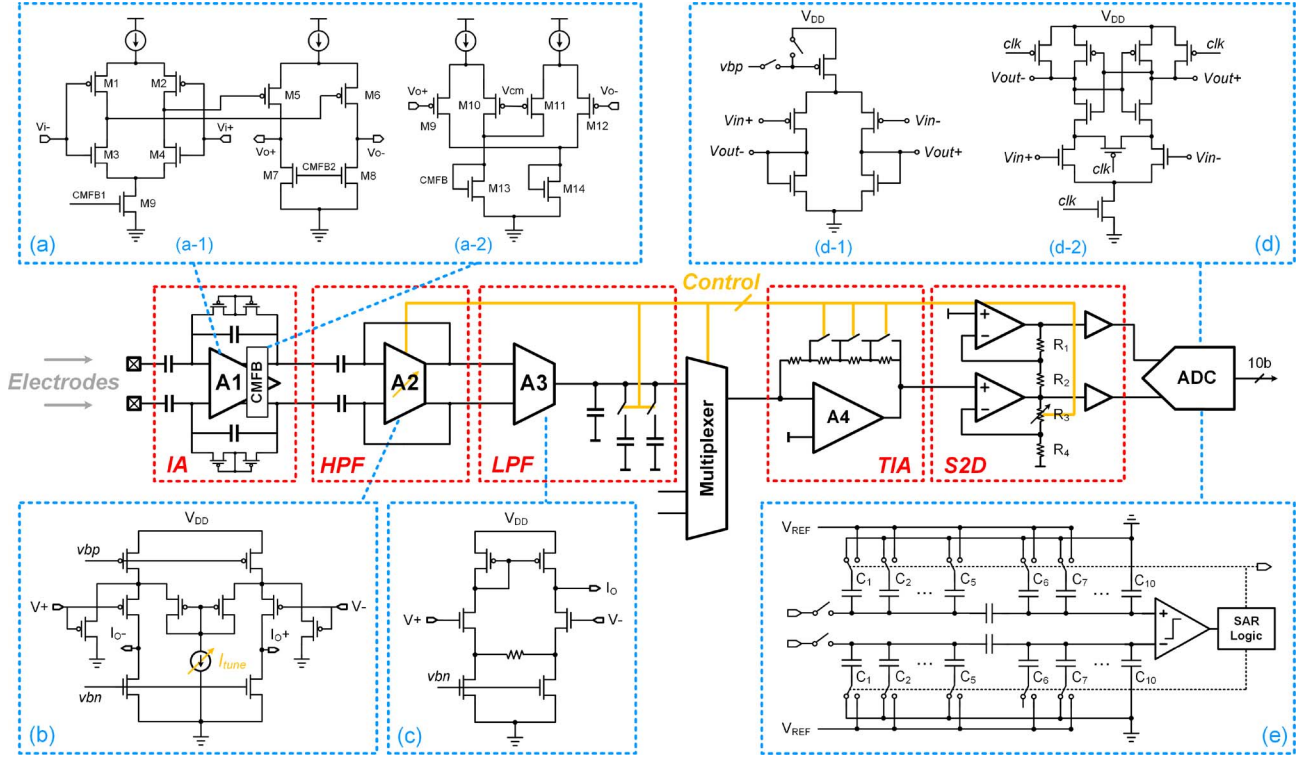 M1
M2
M3
M4
M5
M6
Vi-
Vi+
Vo+
Vo-
CMFB2
M7
M8
CMFB1
M9
Vo+
Vo-
M10
Vcm
M11
M9
M12
CMFB
M13
M14
(a)
(a-1)
(a-2)
VDD
vbp
Vin+
Vin-
Vout-
Vout+
(d-1)
VDD
clk
clk
Vout-
Vout+
Vin+
Vin-
clk
clk
(d-2)
(d)
Control
Electrodes
A1
CMFB
IA
A2
HPF
A3
LPF
Multiplexer
A4
TIA
R1
R2
R3
R4
S2D
ADC
10b
VDD
vbp
V+
V-
IO-
IO+
Itune
vbn
(b)
VDD
IO
V+
V-
vbn
(c)
VREF
C1
C2
...
C5
C6
C7
...
C10
SAR
Logic
C1
C2
...
C5
C6
C7
...
C10
VREF
(e)